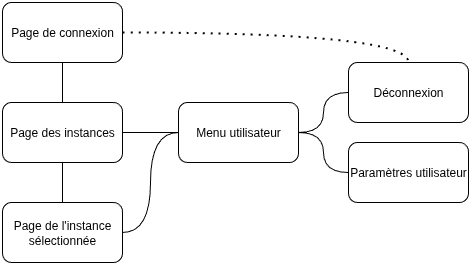 Page de connexion
Déconnexion
Page des instances
Menu utilisateur
Paramètres utilisateur
Page de l'instance
sélectionnée